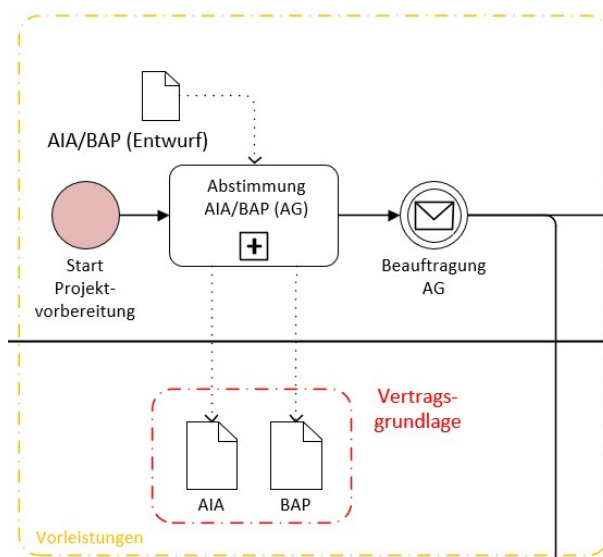 AIA/BAP (Entwurf)
Abstimmung
AIA/BAP (AG)
Start
Projekt-
vorbereitung
Beauftragung
AG
Vertrags-
grundlage
AIA
BAP
Vorleistungen